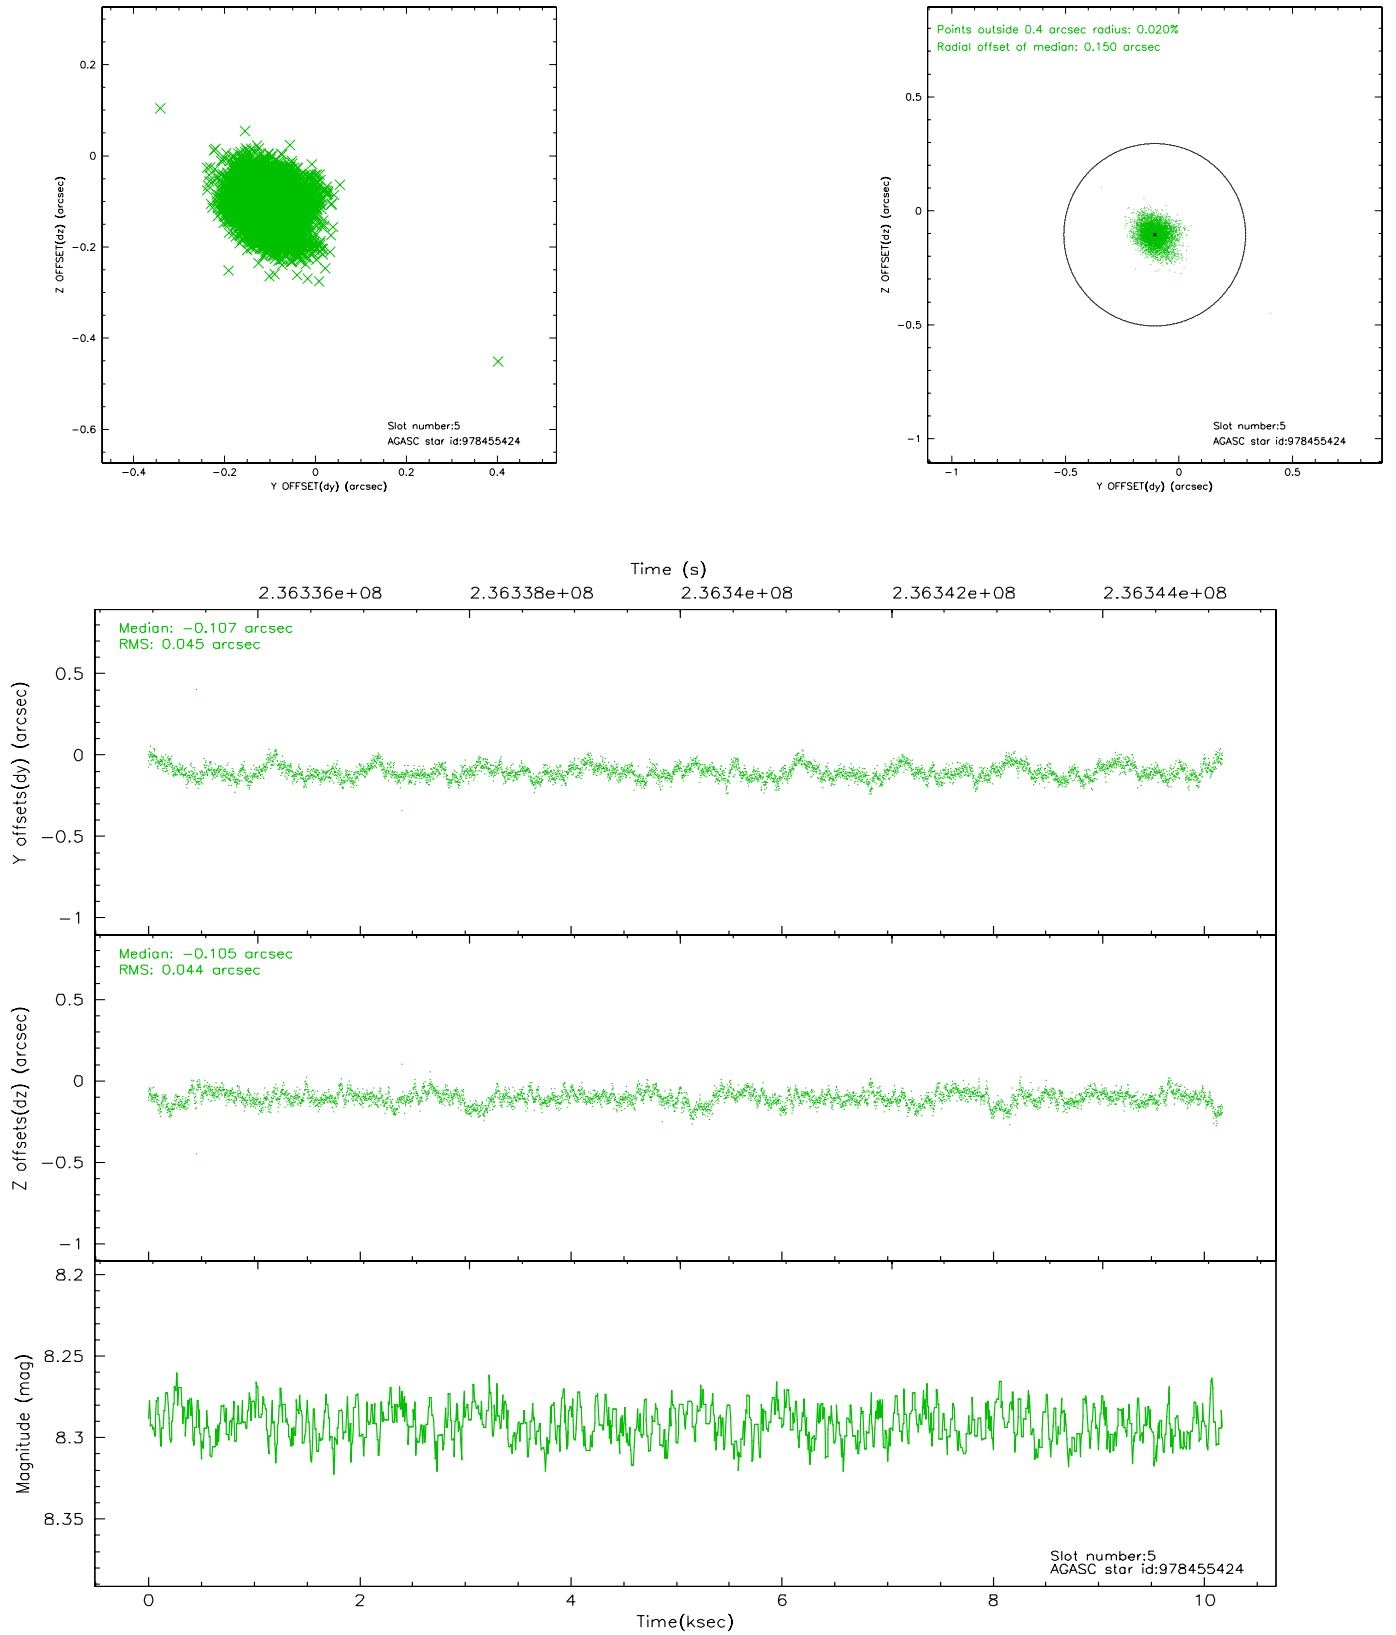 0.2
0
-0.2
-0.4
-0.6
Z OFFSET(dz) (arcsec)
Slot number:5
AGASC star id:978455424
-0.4 -0.2 0 0.2 0.4
Y OFFSET(dy) (arcsec)
Points outside 0.4 arcsec radius: 0.020%
Radial offset of median: 0.150 arcsec
0.5
0
-0.5
-1
Z OFFSET(dz) (arcsec)
Slot number:5
AGASC star id:978455424
-1 -0.5 0 0.5
Y OFFSET(dy) (arcsec)
Time (s)
2.36336e+08 2.36338e+08 2.3634e+08 2.36342e+08 2.36344e+08
Median: -0.107 arcsec
RMS: 0.045 arcsec
0.5
0
-0.5
-1
Y offsets(dy) (arcsec)
Median: -0.105 arcsec
RMS: 0.044 arcsec
0.5
0
-0.5
-1
Z offsets(dz) (arcsec)
8.2
8.25
8.3
8.35
Magnitude (mag)
Slot number:5
AGASC star id:978455424
0 2 4 6 8 10
Time(ksec)